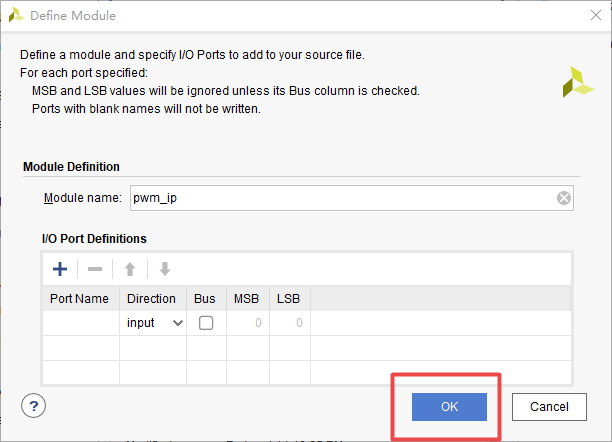 Define Module
Define a module and specify I/O Ports to add to your source file.
For each port specified:
MSB and LSB values will be ignored unless its Bus column is checked.
Ports with blank names will not be written.
Module Definition
Module name: pwm_ip
I/O Port Definitions
Port Name Direction Bus MSB LSB
input 0 0
? OK Cancel